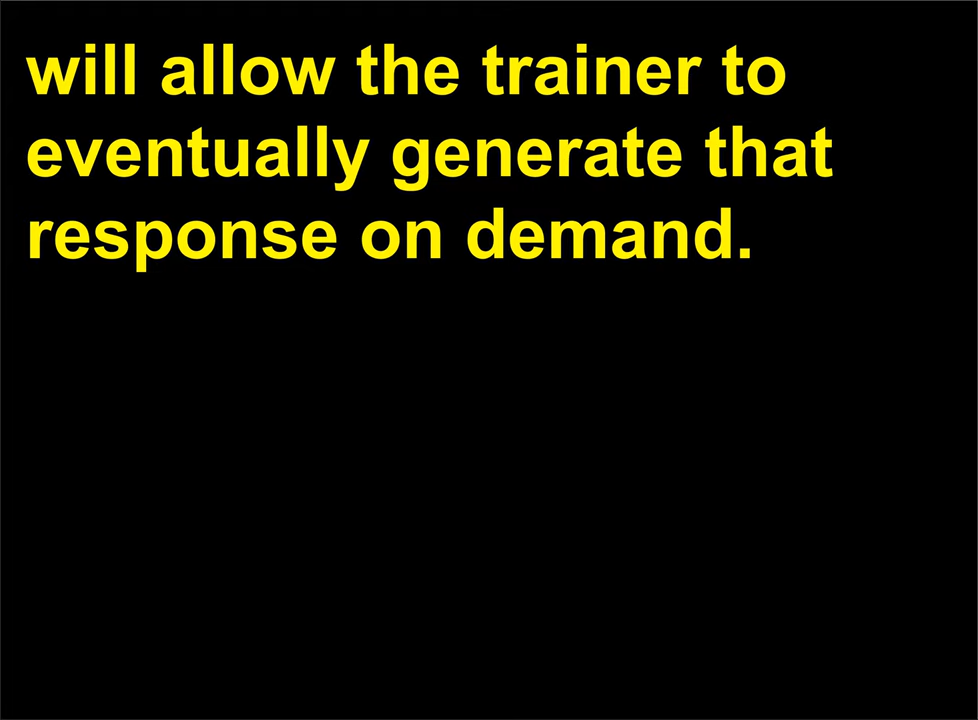 will allow the trainer to
eventually generate that
response on demand.